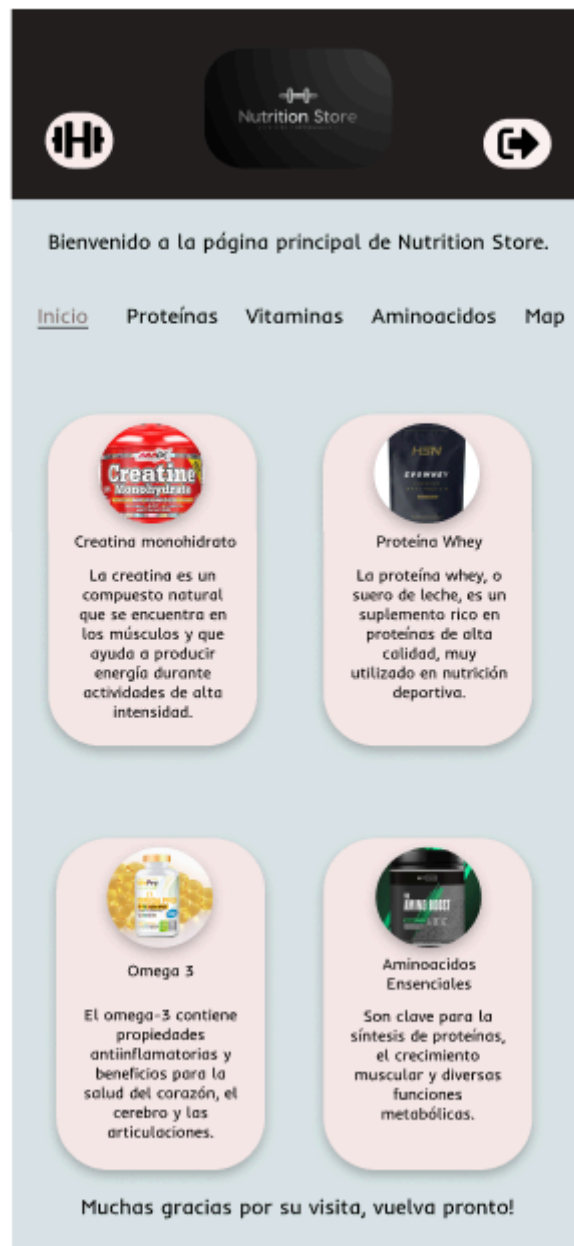 Nutrition Store
Bienvenido a la página principal de Nutrition Store.
Inicio Proteínas Vitaminas Aminoacidos Map
Creatine
Monohydrate
Creatina monohidrato
La creatina es un
compuesto natural
que se encuentra en
los músculos y que
ayuda a producir
energía durante
actividades de alta
intensidad.
HSN
Proteína Whey
La proteína whey, o
suero de leche, es un
suplemento rico en
proteínas de alta
calidad, muy
utilizado en nutrición
deportiva.
Omega 3
El omega-3 contiene
propiedades
antiinflamatorias y
beneficios para la
salud del corazón, el
cerebro y las
articulaciones.
AMINO BOOST
Aminoacidos
Ensenciales
Son clave para la
síntesis de proteínas,
el crecimiento
muscular y diversas
funciones
metabólicas.
Muchas gracias por su visita, vuelva pronto!